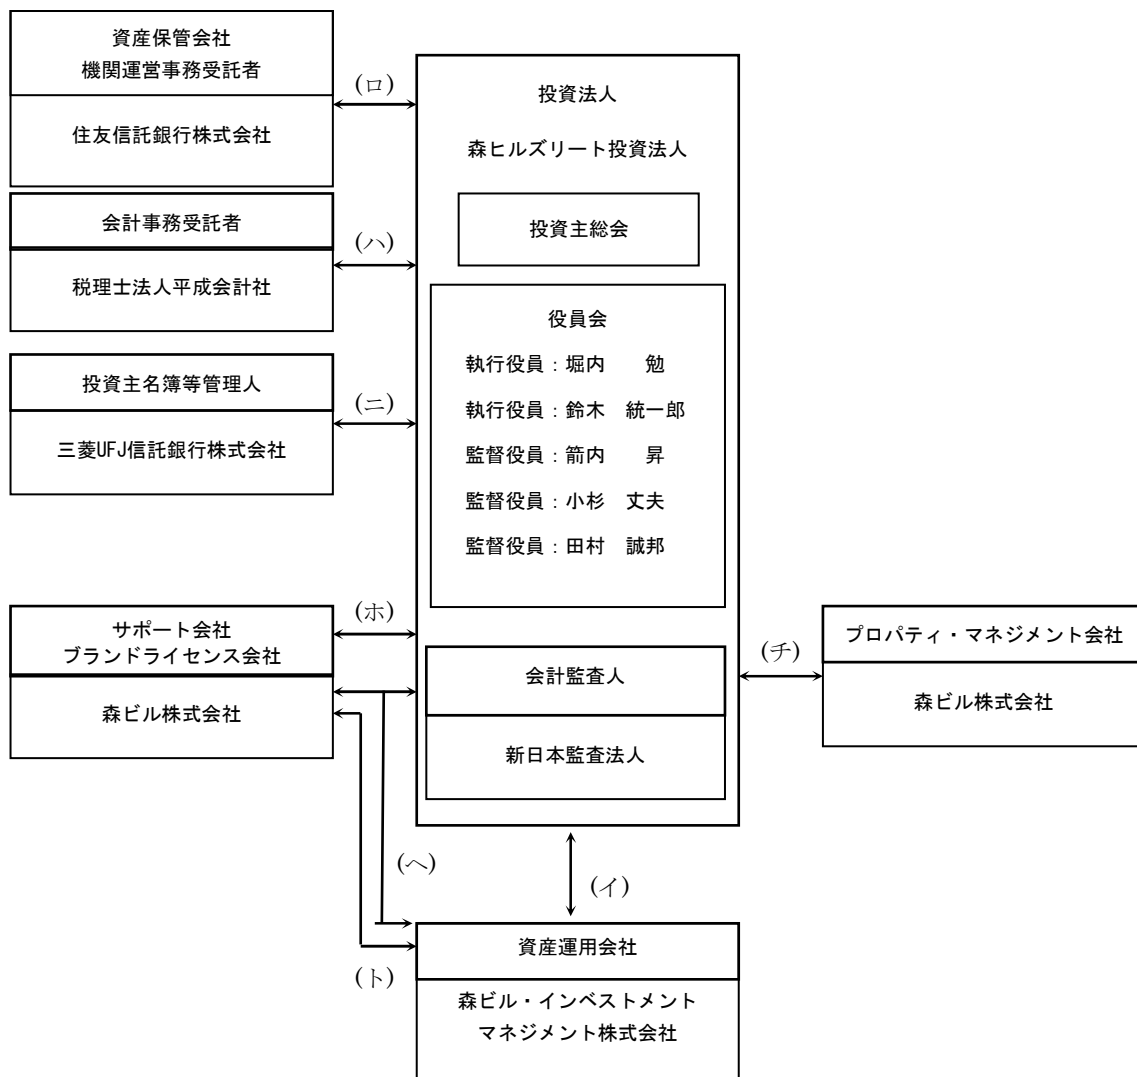 資産保管会社
機関運営事務受託者
(ロ)
住友信託銀行株式会社
会計事務受託者
(ハ)
税理士法人平成会計社
投資主名簿等管理人
(ニ)
三菱UFJ信託銀行株式会社
サポート会社
ブランドライセンス会社
(ホ)
森ビル株式会社
投資法人
森ヒルズリート投資法人
投資主総会
役員会
執行役員：堀内　　勉
執行役員：鈴木　統一郎
監督役員：箭内　　昇
監督役員：小杉　丈夫
監督役員：田村　誠邦
会計監査人
新日本監査法人
(チ)
プロパティ・マネジメント会社
森ビル株式会社
(ヘ)
(イ)
(ト)
資産運用会社
森ビル・インベストメント
マネジメント株式会社